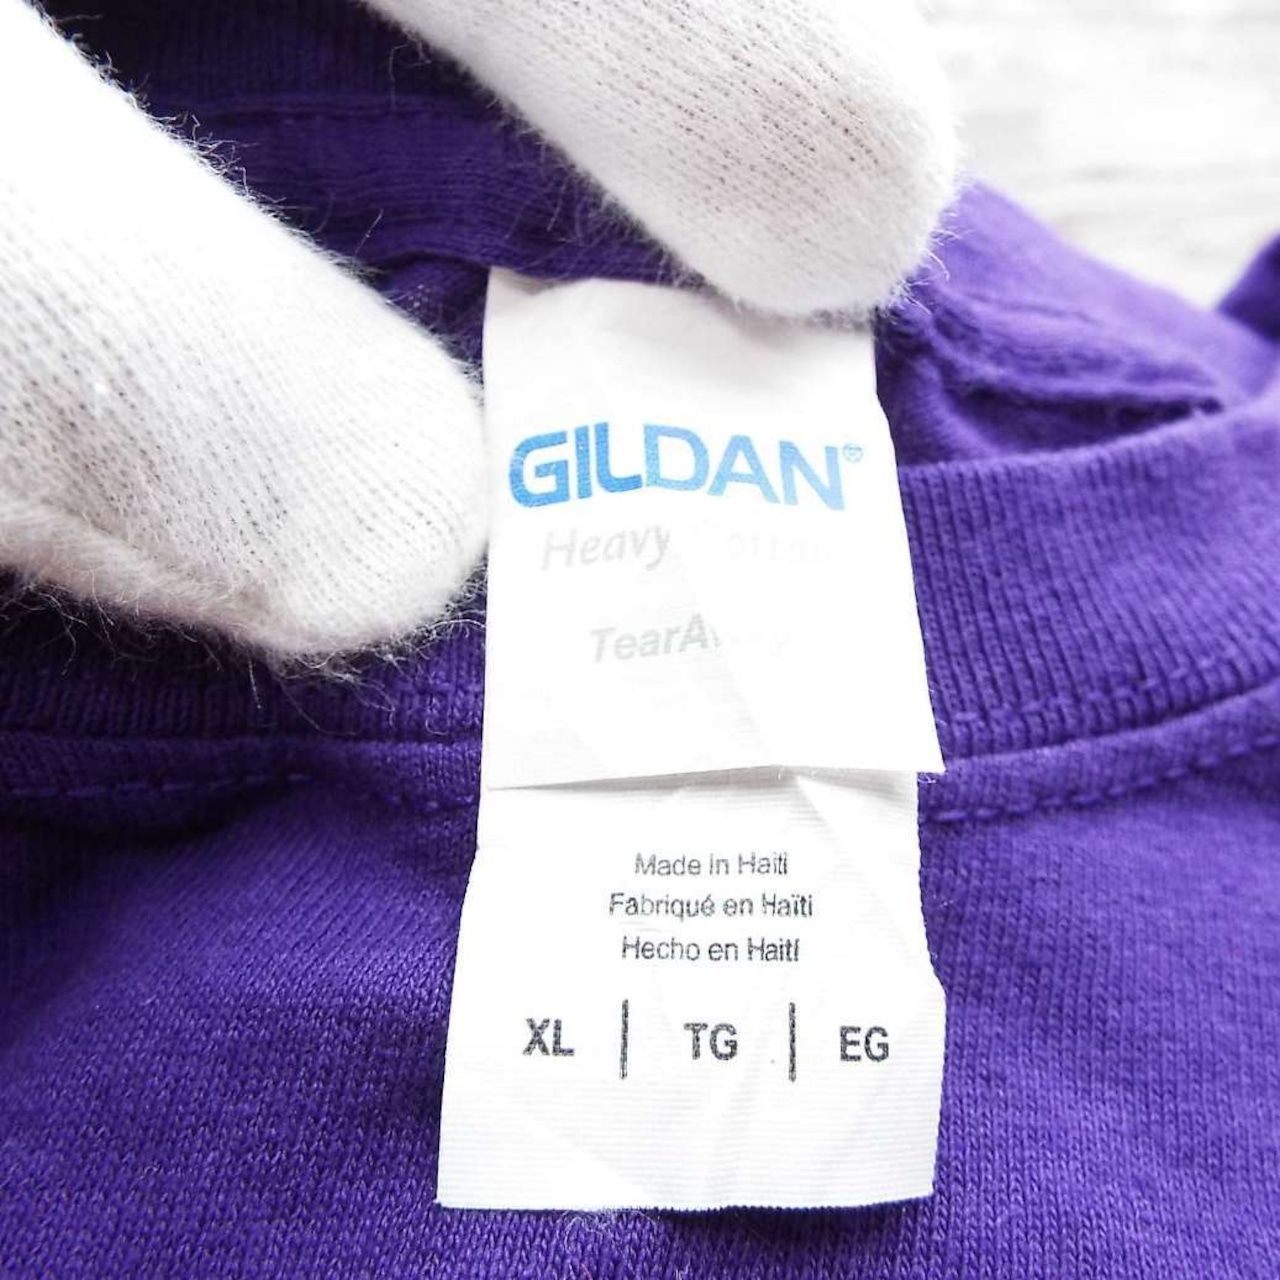 GILDAN
Heavy
Made in Haiti
Fabriqué en Haïti
Hecho en Haití
XL | TG | EG